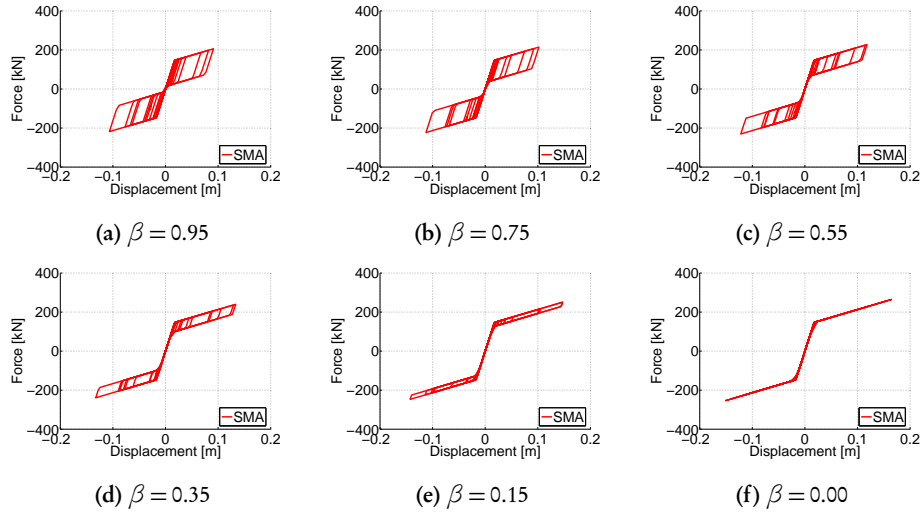 400
200
0
−200
−400
−0.2
−0.1
0
0.1
0.2
Force [kN]
Displacement [m]
SMA
(a) β = 0.95
400
200
0
−200
−400
−0.2
−0.1
0
0.1
0.2
Force [kN]
Displacement [m]
SMA
(b) β = 0.75
400
200
0
−200
−400
−0.2
−0.1
0
0.1
0.2
Force [kN]
Displacement [m]
SMA
(c) β = 0.55
400
200
0
−200
−400
−0.2
−0.1
0
0.1
0.2
Force [kN]
Displacement [m]
SMA
(d) β = 0.35
400
200
0
−200
−400
−0.2
−0.1
0
0.1
0.2
Force [kN]
Displacement [m]
SMA
(e) β = 0.15
400
200
0
−200
−400
−0.2
−0.1
0
0.1
0.2
Force [kN]
Displacement [m]
SMA
(f) β = 0.00